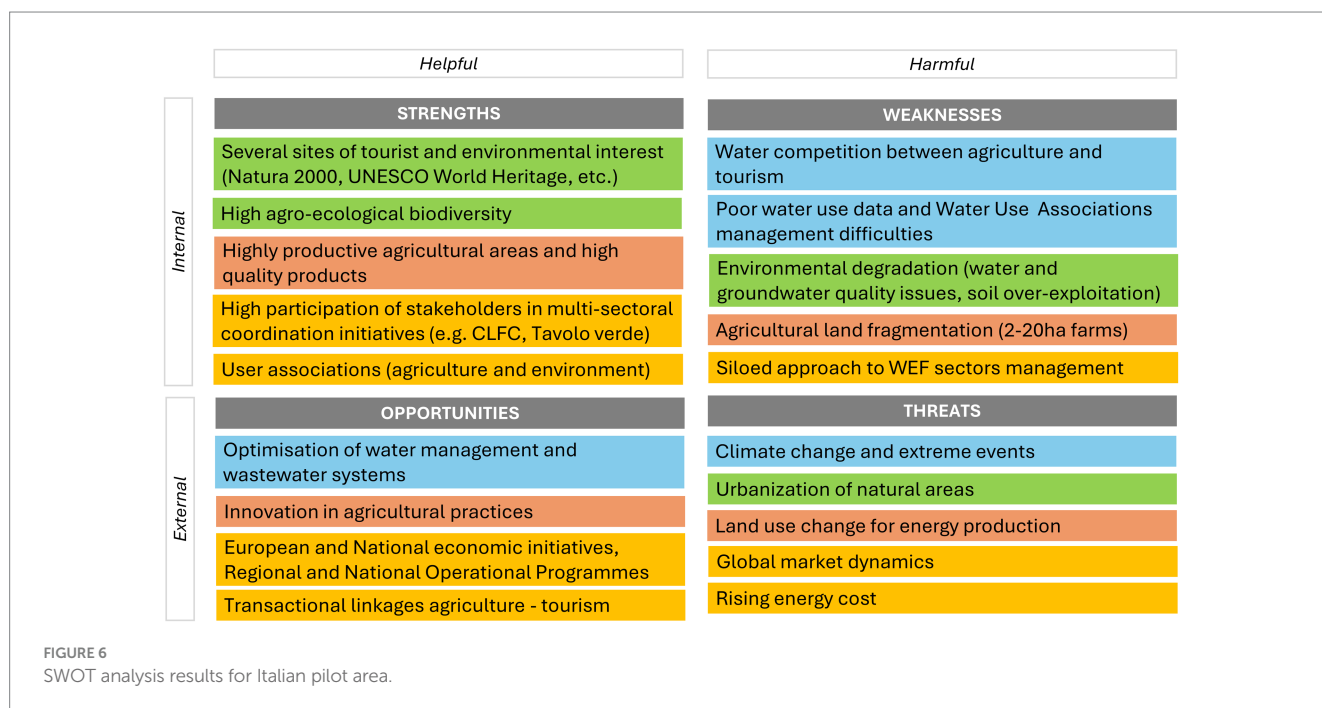 Helpful
Harmful
Internal
STRENGTHS
Several sites of tourist and environmental interest
(Natura 2000, UNESCO World Heritage, etc.)
High agro-ecological biodiversity
Highly productive agricultural areas and high
quality products
High participation of stakeholders in multi-sectoral
coordination initiatives (e.g. CLFC, Tavolo verde)
User associations (agriculture and environment)
WEAKNESSES
Water competition between agriculture and
tourism
Poor water use data and Water Use Associations
management difficulties
Environmental degradation (water and
groundwater quality issues, soil over-exploitation)
Agricultural land fragmentation (2-20ha farms)
Siloed approach to WEF sectors management
External
OPPORTUNITIES
Optimisation of water management and
wastewater systems
Innovation in agricultural practices
European and National economic initiatives,
Regional and National Operational Programmes
Transactional linkages agriculture - tourism
THREATS
Climate change and extreme events
Urbanization of natural areas
Land use change for energy production
Global market dynamics
Rising energy cost
FIGURE 6
SWOT analysis results for Italian pilot area.